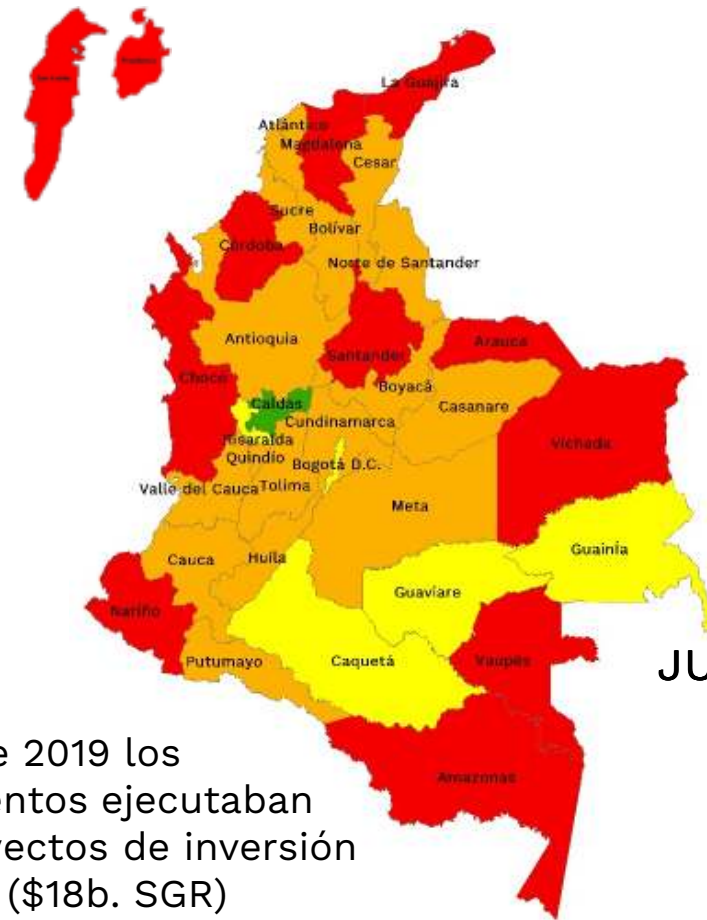 La Guajira
Atlántico
Magdalena
Cesar
Sucre
Bolívar
Córdoba
Norte de Santander
Antioquia
Santander
Arauca
Chocó
Boyacá
Caldas
Casanare
Cundinamarca
Risaralda
Vichada
Quindío
Bogotá D.C.
Valle del Cauca
Tolima
Meta
Guainía
Cauca
Huila
Guaviare
Nariño
Putumayo
Caquetá
Vaupés
JU
Amazonas
e 2019 los
entos ejecutaban
yectos de inversión
($18b. SGR)